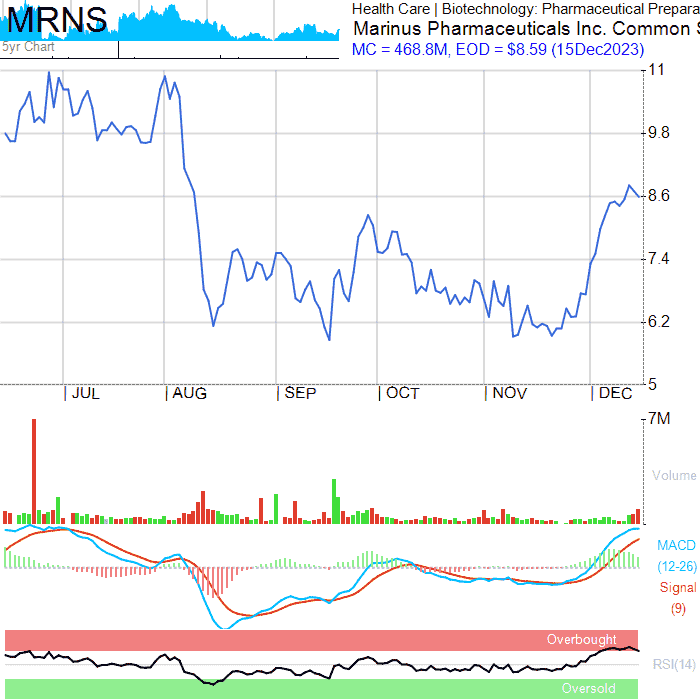 MRNS
5yr Chart
Health Care | Biotechnology: Pharmaceutical Prepara
Marinus Pharmaceuticals Inc. Common S
MC = 468.8M, EOD = $8.59 (15Dec2023)
11
9.8
8.6
7.4
6.2
5
JUL AUG SEP OCT NOV DEC
7M
Volume
MACD
(12-26)
Signal
(9)
Overbought
RSI(14)
Oversold